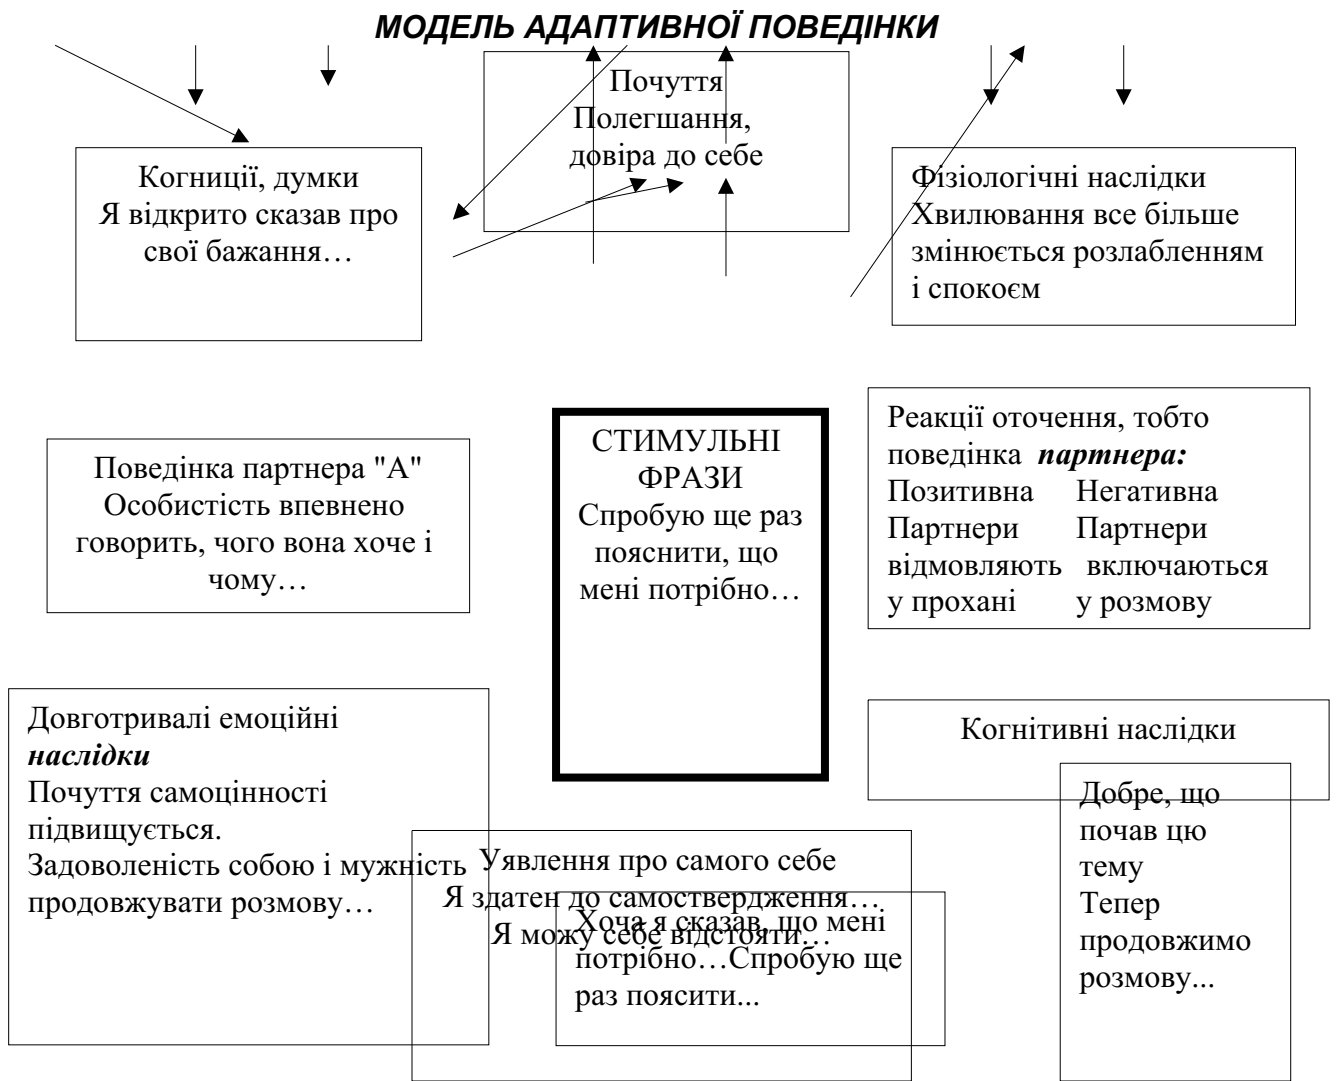 МОДЕЛЬ АДАПТИВНОЇ ПОВЕДІНКИ
Почуття
Полегшання,
довіра до себе
Когниції, думки
Я відкрито сказав про
свої бажання…
Фізіологічні наслідки
Хвилювання все більше
змінюється розлабленням
і спокоєм
Поведінка партнера "А"
Особистість впевнено
говорить, чого вона хоче і
чому…
СТИМУЛЬНІ
ФРАЗИ
Спробую ще раз
пояснити, що
мені потрібно…
Реакції оточення, тобто
поведінка партнера:
Позитивна Негативна
Партнери Партнери
відмовляють включаються
у прохані у розмову
Довготривалі емоційні
наслідки
Почуття самоцінності
підвищується.
Задоволеність собою і мужність
продовжувати розмову…
Уявлення про самого себе
Я здатен до самоствердження…
Я можу себе відстояти…
Хоча я сказав, що мені
потрібно…Спробую ще
раз поясити...
Когнітивні наслідки
Добре, що
почав цю
тему
Тепер
продовжимо
розмову...